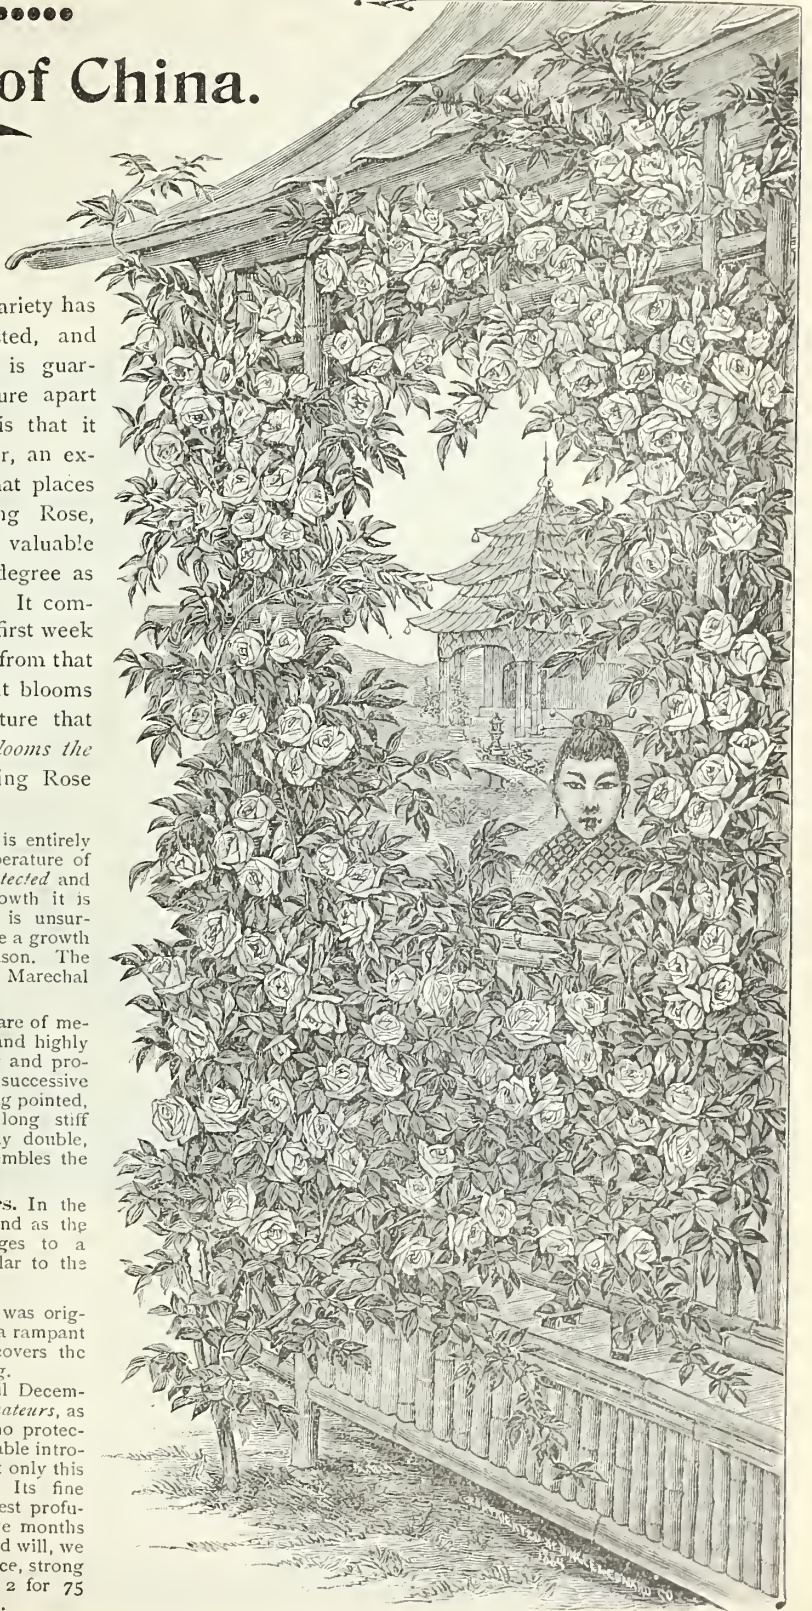 of China.
ariety has
ted, and
is guar-
ure apart
is that it
r, an ex-
at places
ng Rose,
valuable
degree as
It com-
first week
from that
t blooms
ture that
looms the
ing Rose
is entirely
perature of
tected and
owth it is
is unsur-
e a growth
son. The
Marechal
are of me-
and highly
and pro-
successive
g pointed,
long stiff
y double,
embles the
s. In the
nd as the
ges to a
lar to the
was orig-
a rampant
covers the
g.
il Decem-
ateurs, as
no protec-
able intro-
only this
Its fine
est profu-
e months
d will, we
ce, strong
2 for 75